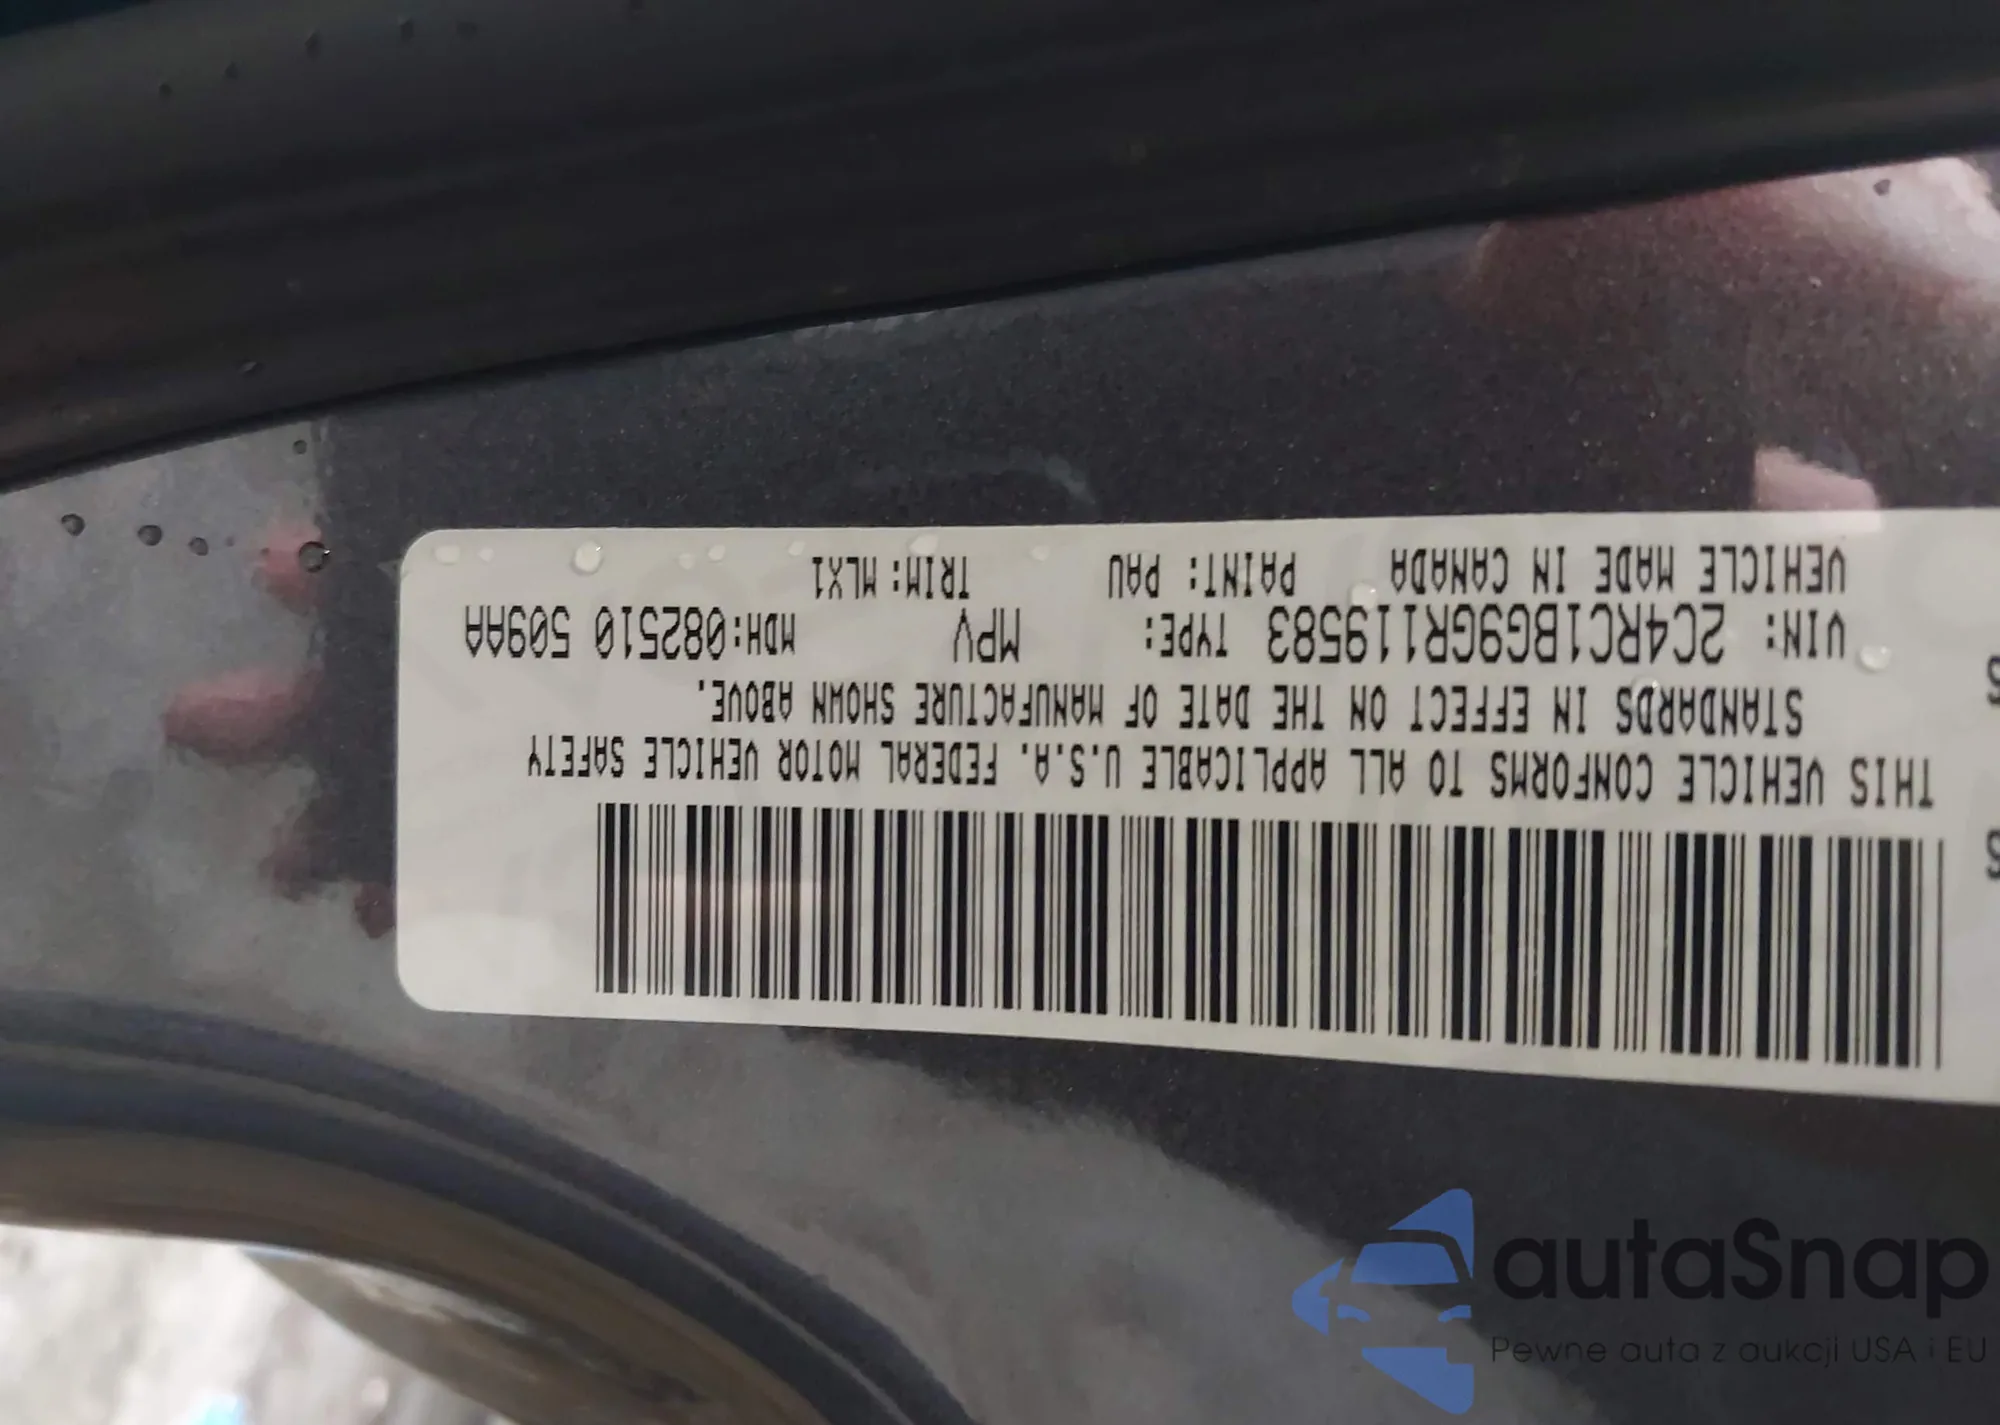 THIS VEHICLE CONFORMS TO ALL APPLICABLE U.S.A. FEDERAL MOTOR VEHICLE SAFETY
STANDARDS IN EFFECT ON THE DATE OF MANUFACTURE SHOWN ABOVE.
VIN: 2C4RC1BG9GR119583 TYPE: MPV MDH:082510 509AA
VEHICLE MADE IN CANADA PAINT: PAU TRIM: MLX1
autaSnap
Pewne auta z aukcji USA i EU